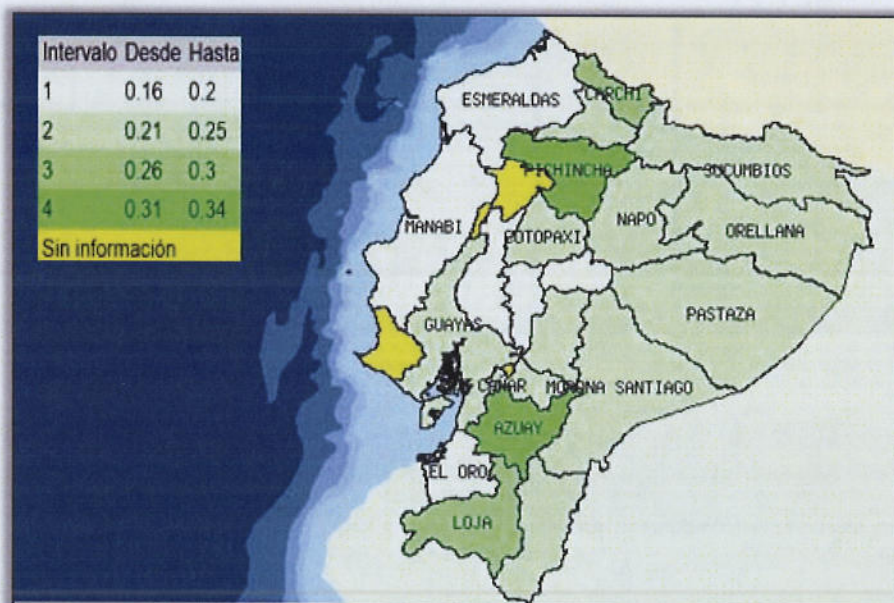 Intervalo Desde Hasta
1 0.16 0.2
2 0.21 0.25
3 0.26 0.3
4 0.31 0.34
Sin información
ESMERALDAS
CARCHI
PICHINCHA
SUCUMBIOS
MANABI
COTOPAXI
NAPO
ORELLANA
GUAYAS
PASTAZA
CAÑAR
MORONA SANTIAGO
AZUAY
EL ORO
LOJA